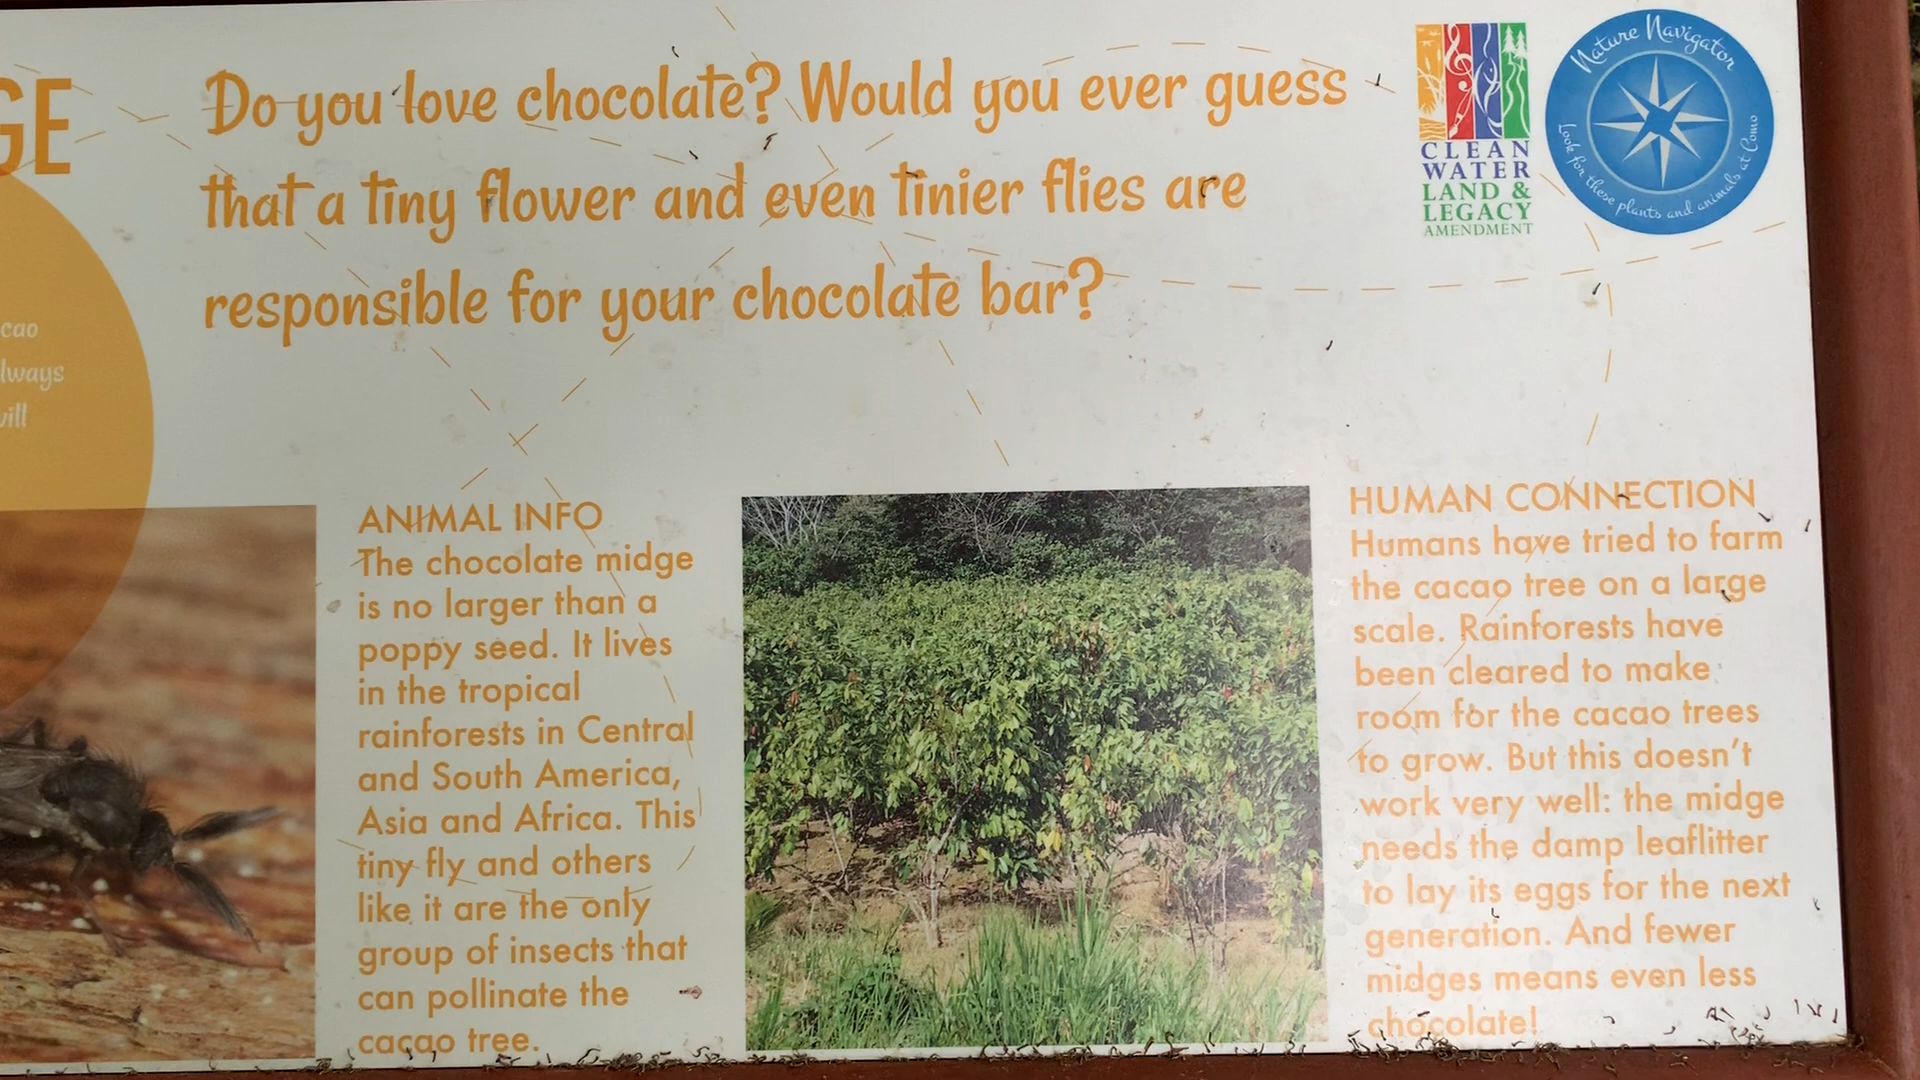 GE
Do you love chocolate? Would you ever guess
that a tiny flower and even tinier flies are
responsible for your chocolate bar?
CLEAN
WATER
LAND &
LEGACY
AMENDMENT
Nature Navigator
Look for these plants and animals at Como
cao
lways
vill
ANIMAL INFO
The chocolate midge
is no larger than a
poppy seed. It lives
in the tropical
rainforests in Central
and South America,
Asia and Africa. This
tiny fly and others
like it are the only
group of insects that
can pollinate the
cacao tree.
HUMAN CONNECTION
Humans have tried to farm
the cacao tree on a large
scale. Rainforests have
been cleared to make
room for the cacao trees
to grow. But this doesn't
work very well: the midge
needs the damp leaflitter
to lay its eggs for the next
generation. And fewer
midges means even less
chocolate!